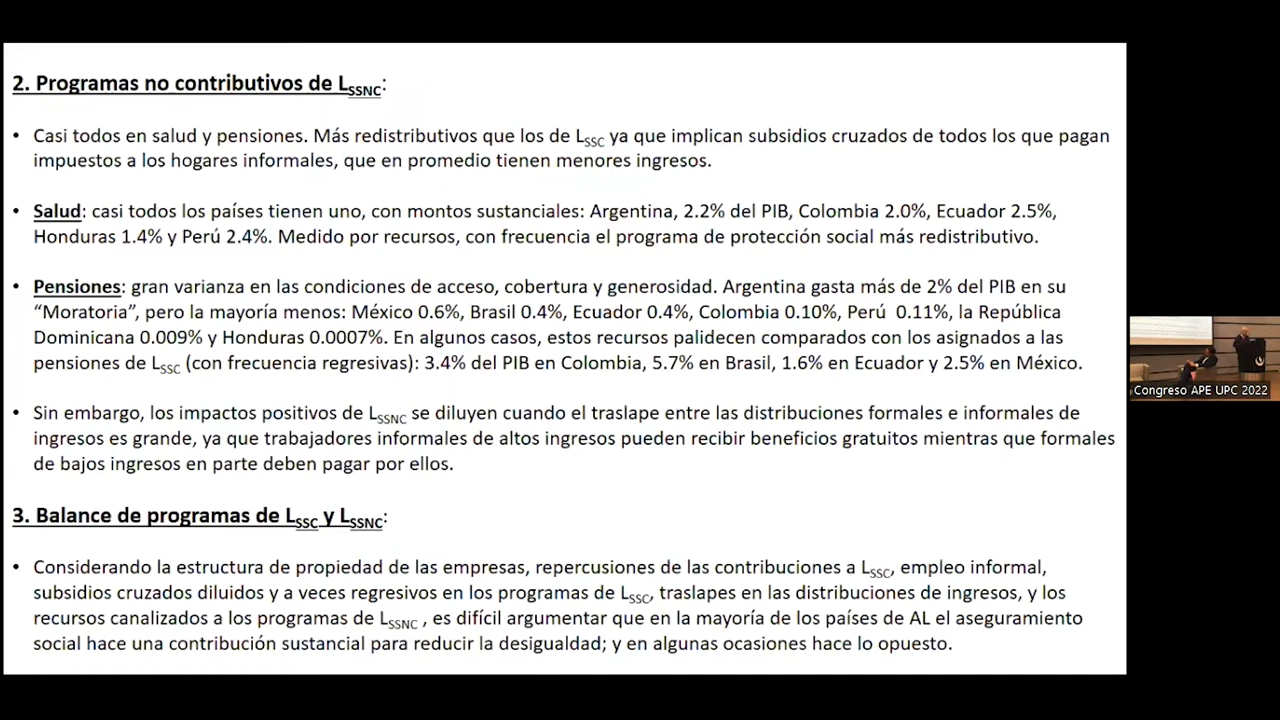 2. Programas no contributivos de LSSNC:
• Casi todos en salud y pensiones. Más redistributivos que los de LSSC ya que implican subsidios cruzados de todos los que pagan
impuestos a los hogares informales, que en promedio tienen menores ingresos.
• Salud: casi todos los países tienen uno, con montos sustanciales: Argentina, 2.2% del PIB, Colombia 2.0%, Ecuador 2.5%,
Honduras 1.4% y Perú 2.4%. Medido por recursos, con frecuencia el programa de protección social más redistributivo.
• Pensiones: gran varianza en las condiciones de acceso, cobertura y generosidad. Argentina gasta más de 2% del PIB en su
“Moratoria”, pero la mayoría menos: México 0.6%, Brasil 0.4%, Ecuador 0.4%, Colombia 0.10%, Perú 0.11%, la República
Dominicana 0.009% y Honduras 0.0007%. En algunos casos, estos recursos palidecen comparados con los asignados a las
pensiones de LSSC (con frecuencia regresivas): 3.4% del PIB en Colombia, 5.7% en Brasil, 1.6% en Ecuador y 2.5% en México.
• Sin embargo, los impactos positivos de LSSNC se diluyen cuando el traslape entre las distribuciones formales e informales de
ingresos es grande, ya que trabajadores informales de altos ingresos pueden recibir beneficios gratuitos mientras que formales
de bajos ingresos en parte deben pagar por ellos.
3. Balance de programas de LSSC y LSSNC:
• Considerando la estructura de propiedad de las empresas, repercusiones de las contribuciones a LSSC, empleo informal,
subsidios cruzados diluidos y a veces regresivos en los programas de LSSC, traslapes en las distribuciones de ingresos, y los
recursos canalizados a los programas de LSSNC , es difícil argumentar que en la mayoría de los países de AL el aseguramiento
social hace una contribución sustancial para reducir la desigualdad; y en algunas ocasiones hace lo opuesto.
Congreso APE UPC 2022